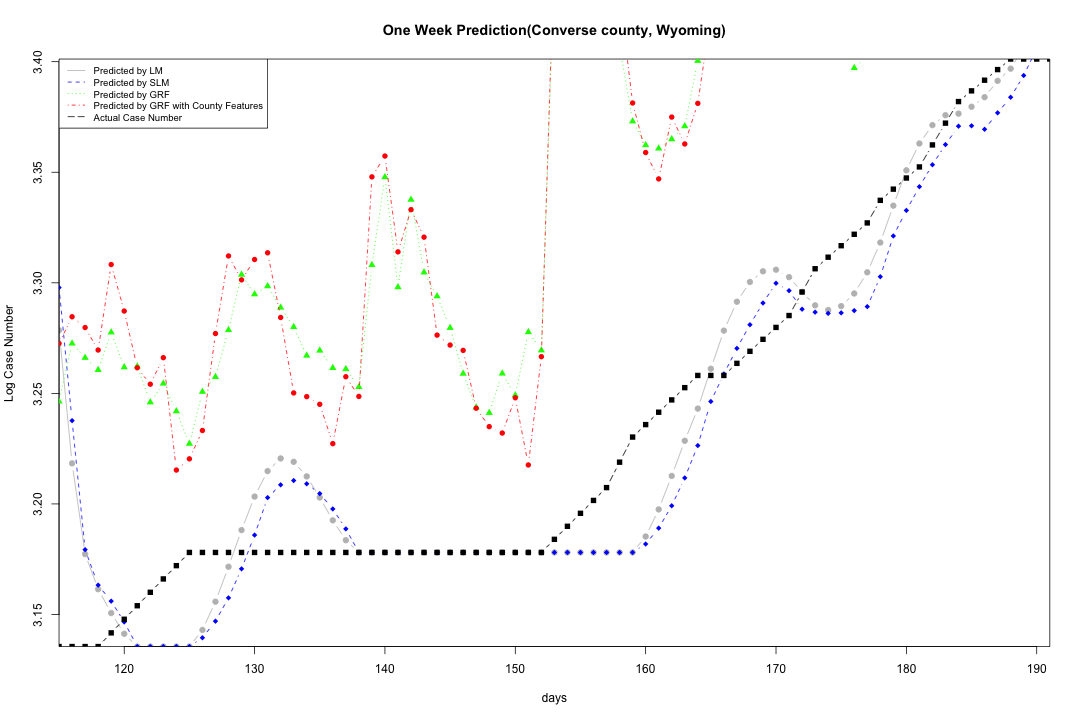 One Week Prediction(Converse county, Wyoming)
Predicted by LM
Predicted by SLM
Predicted by GRF
Predicted by GRF with County Features
Actual Case Number
3.40
3.35
3.30
3.25
3.20
3.15
Log Case Number
120 130 140 150 160 170 180 190
days